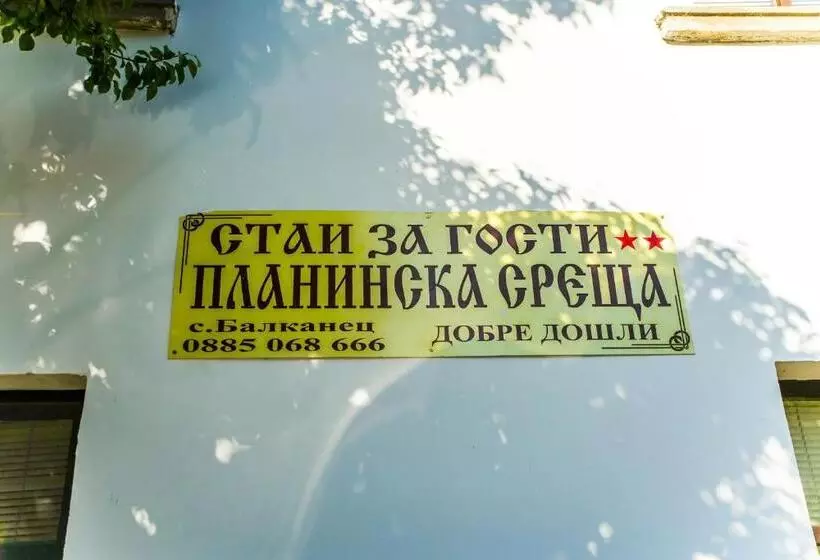 СТАИ ЗА ГОСТИ★★
ПЛАНИНСКА СРЕЩА
с.Балканец ДОБРЕ ДОШЛИ
0885 068 666